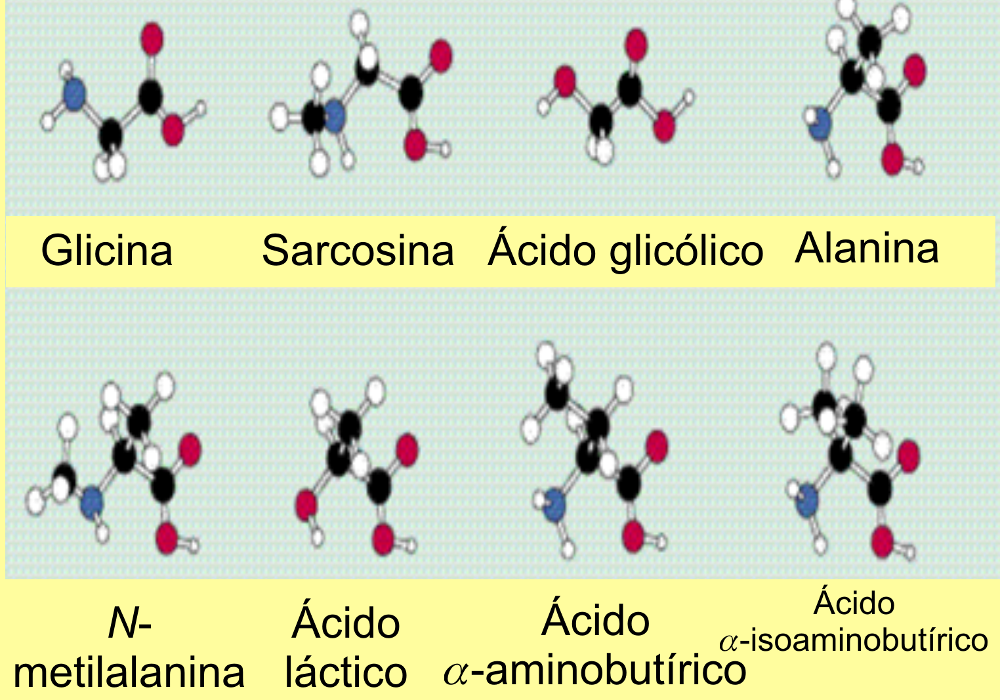 Glicina Sarcosina Ácido glicólico Alanina
N-
metilalanina
Ácido
láctico
Ácido
α-aminobutírico
Ácido
α-isoaminobutírico